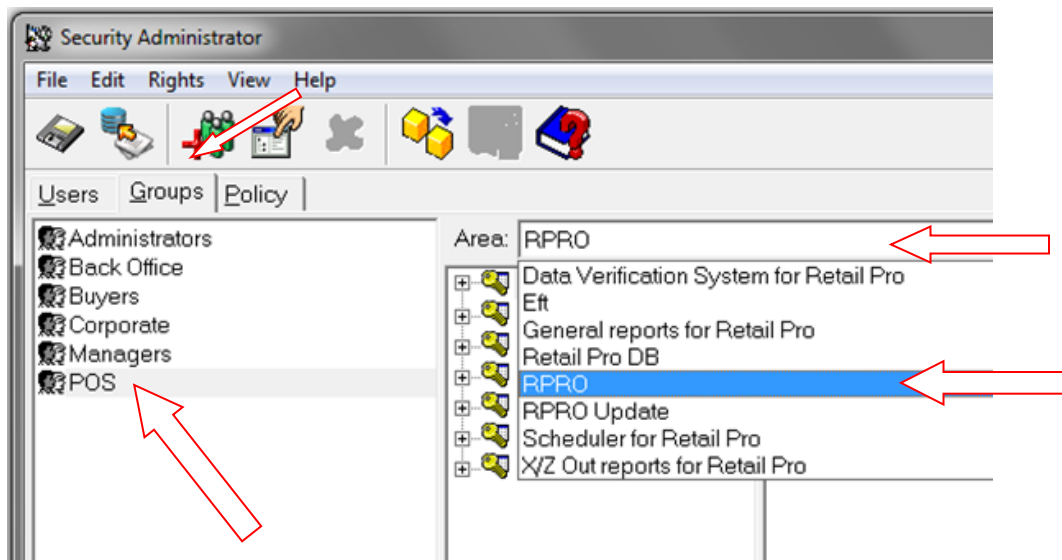 Security Administrator
File Edit Rights View Help
Users Groups Policy
Administrators
Back Office
Buyers
Corporate
Managers
POS
Area: RPRO
Data Verification System for Retail Pro
Eft
General reports for Retail Pro
Retail Pro DB
RPRO
RPRO Update
Scheduler for Retail Pro
X/Z Out reports for Retail Pro